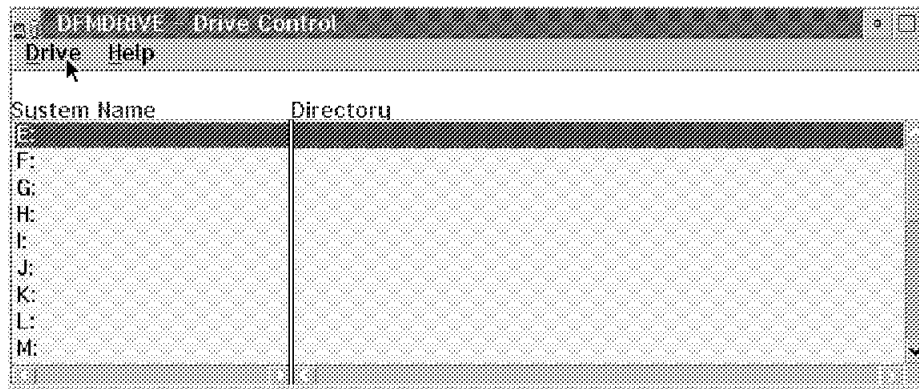 DFMDRIVE - Drive Control
Drive Help
System Name Directory
E:
F:
G:
H:
I:
J:
K:
L:
M: